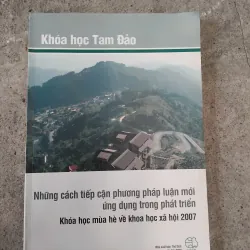 Khóa học Tam Đảo
Những cách tiếp cận phương pháp luận mới
ứng dụng trong phát triển
Khóa học mùa hè về khoa học xã hội 2007